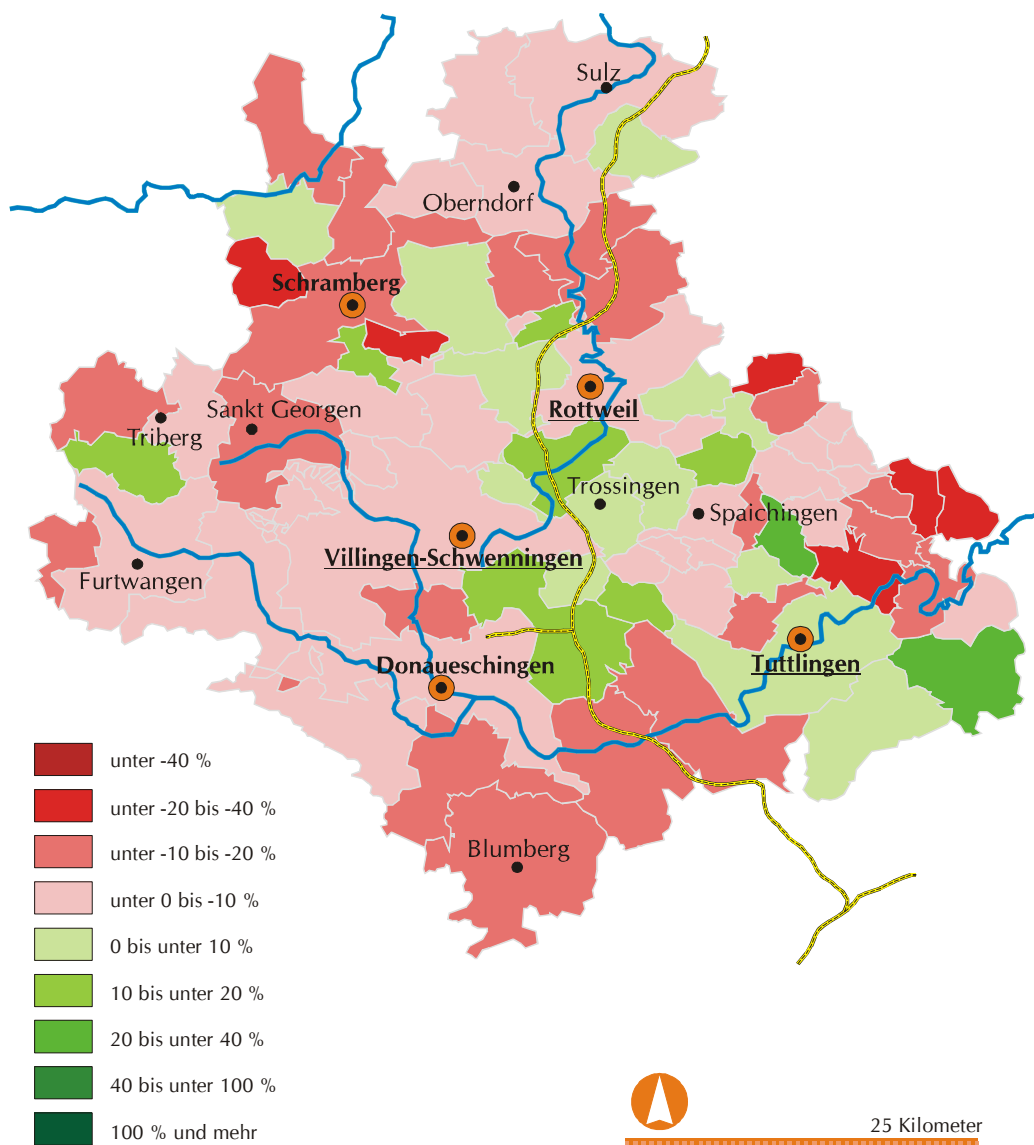 Sulz
Oberndorf
Schramberg
Rottweil
Sankt Georgen
Triberg
Trossingen
Spaichingen
Villingen-Schwenningen
Furtwangen
Tuttlingen
Donaueschingen
Blumberg
unter -40 %
unter -20 bis -40 %
unter -10 bis -20 %
unter 0 bis -10 %
0 bis unter 10 %
10 bis unter 20 %
20 bis unter 40 %
40 bis unter 100 %
100 % und mehr
25 Kilometer